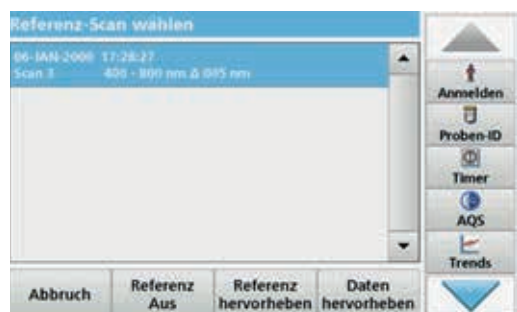 Referenz-Scan wählen
06-JAN-2000 17:28:27
Scan 3 400 - 800 nm Δ 005 nm
Anmelden
Proben-ID
Timer
AQS
Trends
Abbruch
Referenz
Aus
Referenz
hervorheben
Daten
hervorheben